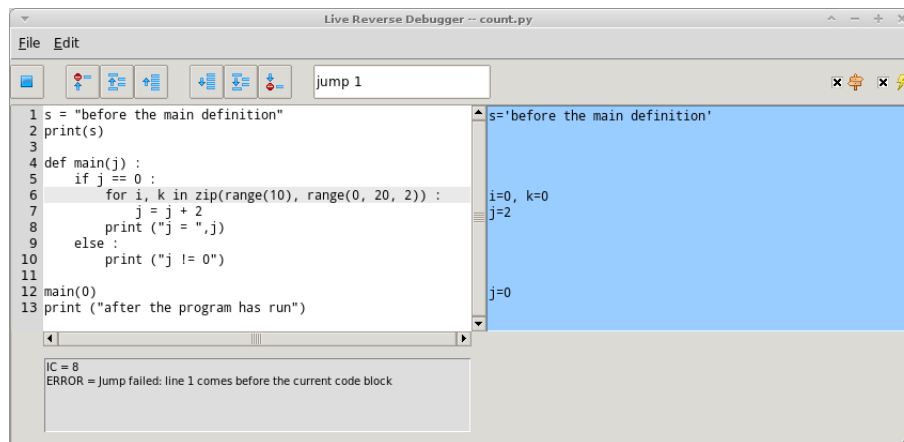 Live Reverse Debugger -- count.py
File Edit
jump 1
1 s = "before the main definition"
2 print(s)
3
4 def main(j) :
5     if j == 0 :
6         for i, k in zip(range(10), range(0, 20, 2)) :
7             j = j + 2
8         print ("j = ",j)
9     else :
10         print ("j != 0")
11
12 main(0)
13 print ("after the program has run")
s='before the main definition'
i=0, k=0
j=2
j=0
IC = 8
ERROR = Jump failed: line 1 comes before the current code block